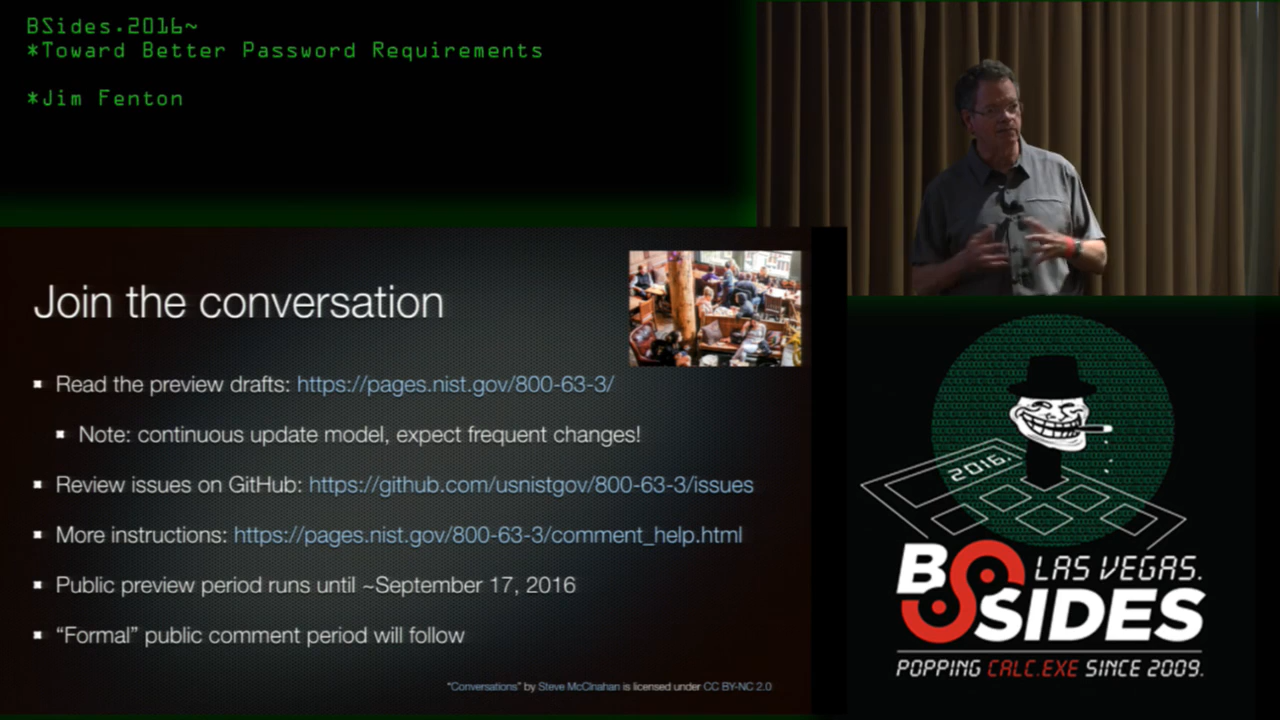 BSides.2016~
*Toward Better Password Requirements
*Jim Fenton
Join the conversation
Read the preview drafts: https://pages.nist.gov/800-63-3/
Note: continuous update model, expect frequent changes!
Review issues on GitHub: https://github.com/usnistgov/800-63-3/issues
More instructions: https://pages.nist.gov/800-63-3/comment_help.html
Public preview period runs until ~September 17, 2016
“Formal” public comment period will follow
“Conversations” by Steve McClnahan is licensed under CC BY-NC 2.0
2016.
BSIDES
LAS VEGAS.
POPPING CALC.EXE SINCE 2009.